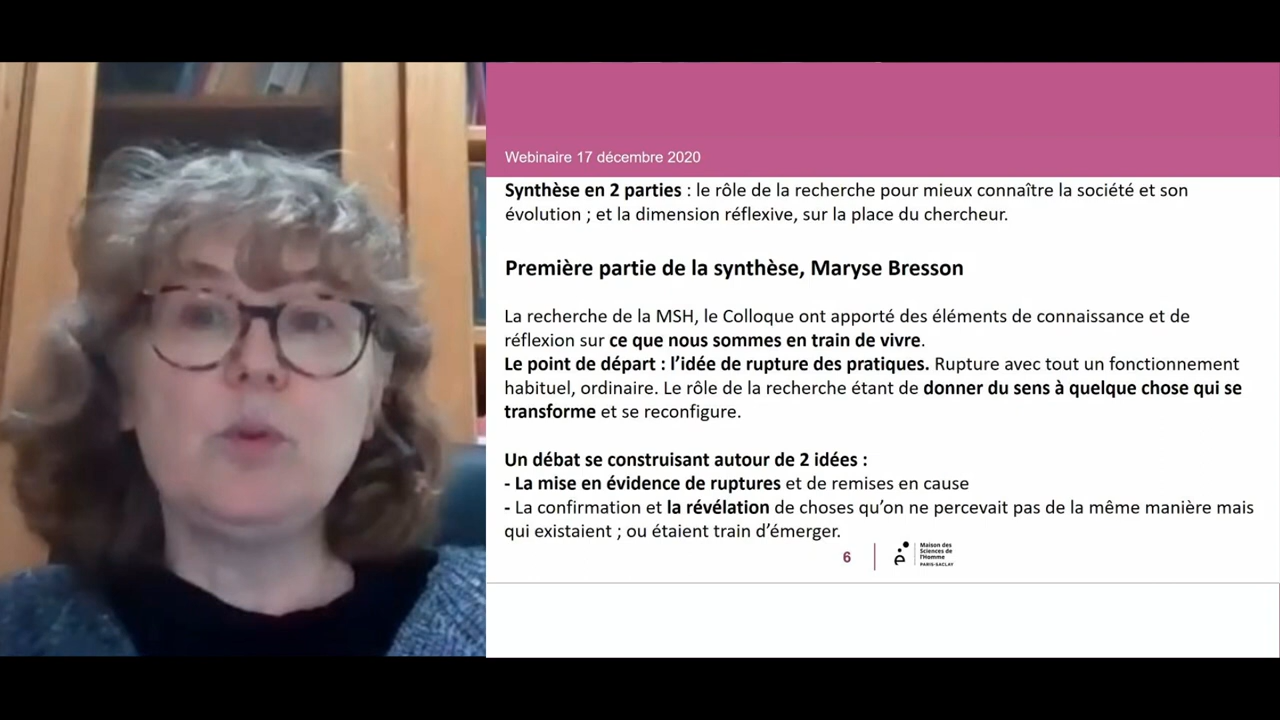 Webinaire 17 décembre 2020
Synthèse en 2 parties : le rôle de la recherche pour mieux connaître la société et son
évolution ; et la dimension réflexive, sur la place du chercheur.
Première partie de la synthèse, Maryse Bresson
La recherche de la MSH, le Colloque ont apporté des éléments de connaissance et de
réflexion sur ce que nous sommes en train de vivre.
Le point de départ : l’idée de rupture des pratiques. Rupture avec tout un fonctionnement
habituel, ordinaire. Le rôle de la recherche étant de donner du sens à quelque chose qui se
transforme et se reconfigure.
Un débat se construisant autour de 2 idées :
- La mise en évidence de ruptures et de remises en cause
- La confirmation et la révélation de choses qu’on ne percevait pas de la même manière mais
qui existaient ; ou étaient train d’émerger.
6
Maison des
Sciences de
l'Homme
PARIS-SACLAY